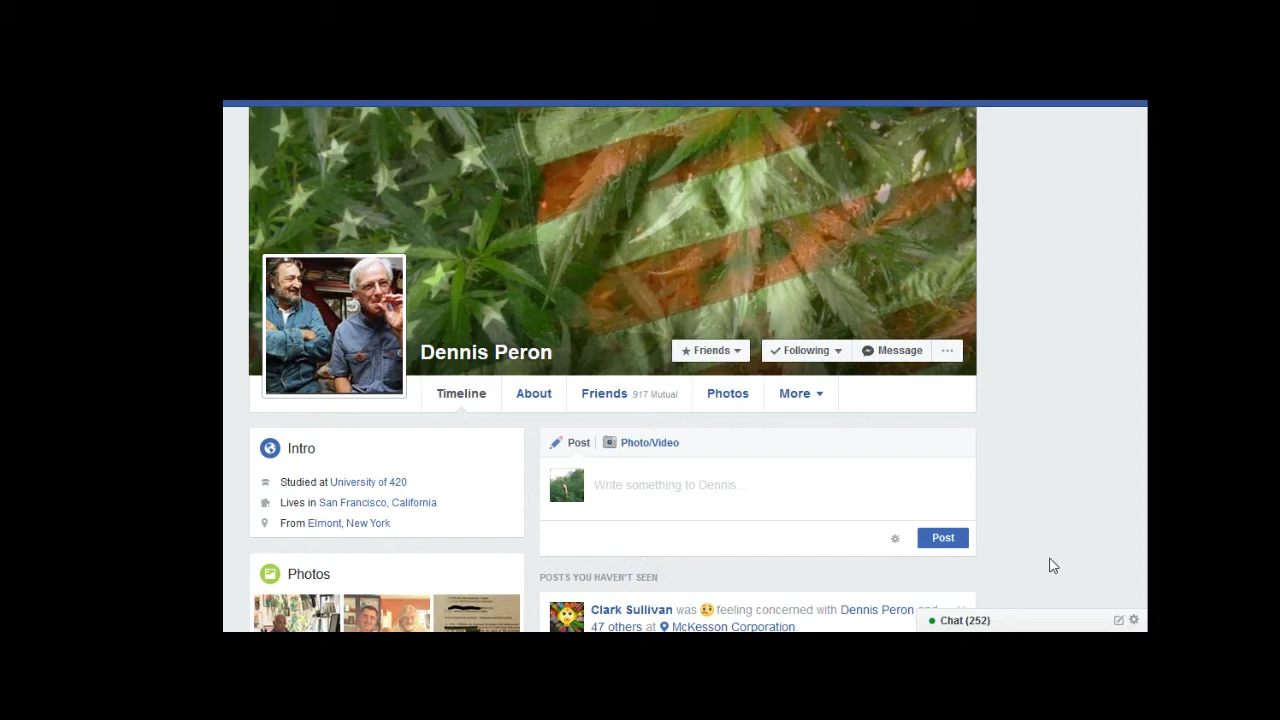 Dennis Peron
Friends
Following
Message
Timeline
About
Friends 917 Mutual
Photos
More
Intro
Studied at University of 420
Lives in San Francisco, California
From Elmont, New York
Photos
Post
Photo/Video
Write something to Dennis...
Post
POSTS YOU HAVEN'T SEEN
Clark Sullivan was feeling concerned with Dennis Peron and
47 others at McKesson Corporation
Chat (252)